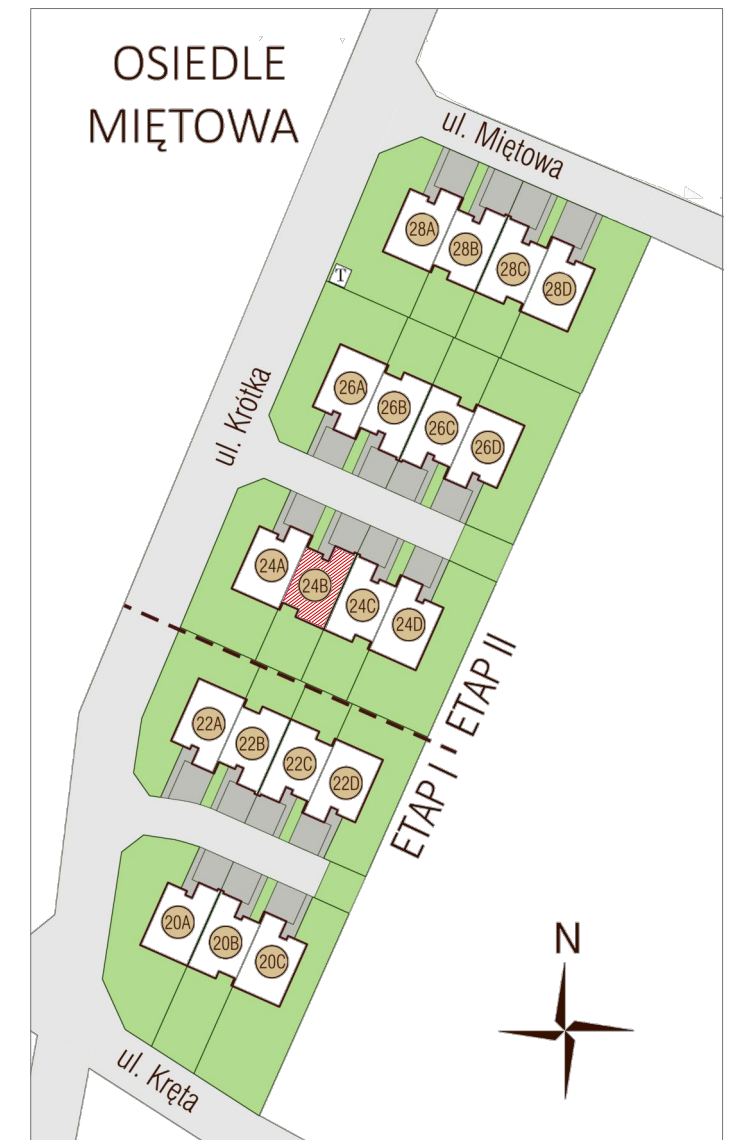 OSIEDLE
MIĘTOWA
ul. Miętowa
28A
28B
28C
28D
T
ul. Krótka
26A
26B
26C
26D
24A
24B
24C
24D
ETAP I ETAP II
22A
22B
22C
22D
20A
20B
20C
N
ul. Kręta